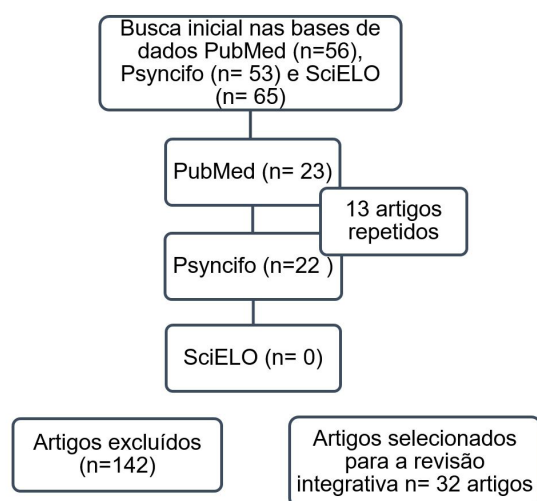 Busca inicial nas bases de
dados PubMed (n=56),
Psyncifo (n= 53) e SciELO
(n= 65)
PubMed (n= 23)
13 artigos
repetidos
Psyncifo (n=22 )
SciELO (n= 0)
Artigos excluídos
(n=142)
Artigos selecionados
para a revisão
integrativa n= 32 artigos